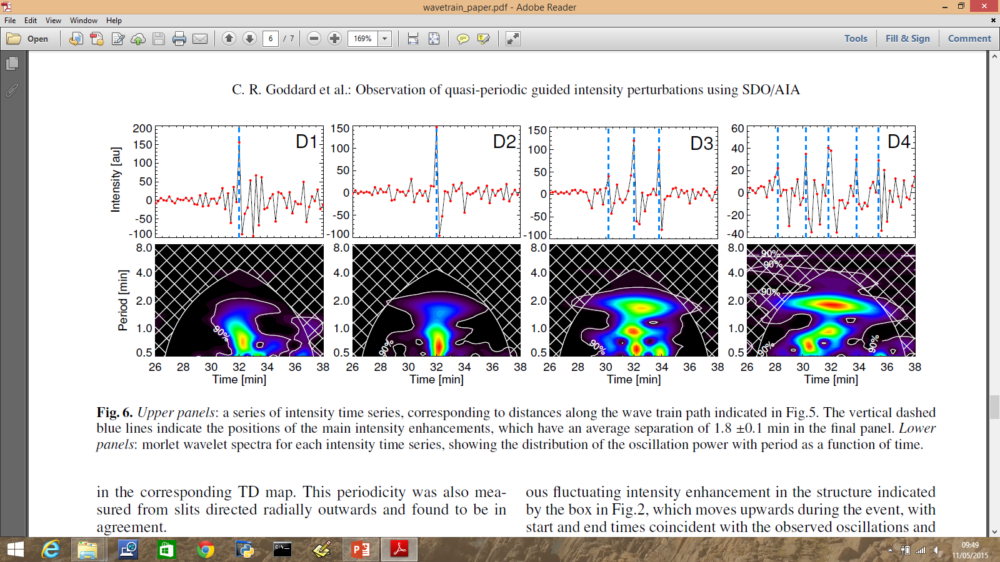 wavetrain_paper.pdf - Adobe Reader
File Edit View Window Help
Open 6 / 7 169% Tools Fill & Sign Comment
C. R. Goddard et al.: Observation of quasi-periodic guided intensity perturbations using SDO/AIA
Intensity [au]
200 150 100 50 0 -50 -100
D1
150 100 50 0 -50 -100
D2
150 100 50 0 -50 -100
D3
60 40 20 0 -20 -40
D4
Period [min]
8.0 4.0 2.0 1.0 0.5
90%
26 28 30 32 34 36 38
Time [min]
8.0 4.0 2.0 1.0 0.5
90%
26 28 30 32 34 36 38
Time [min]
8.0 4.0 2.0 1.0 0.5
90%
26 28 30 32 34 36 38
Time [min]
8.0 4.0 2.0 1.0 0.5
90%
90%
90%
90% 90%
26 28 30 32 34 36 38
Time [min]
Fig. 6. Upper panels: a series of intensity time series, corresponding to distances along the wave train path indicated in Fig.5. The vertical dashed
blue lines indicate the positions of the main intensity enhancements, which have an average separation of 1.8 ±0.1 min in the final panel. Lower
panels: morlet wavelet spectra for each intensity time series, showing the distribution of the oscillation power with period as a function of time.
in the corresponding TD map. This periodicity was also mea-
sured from slits directed radially outwards and found to be in
agreement.
ous fluctuating intensity enhancement in the structure indicated
by the box in Fig.2, which moves upwards during the event, with
start and end times coincident with the observed oscillations and
C:\
09:49
11/05/2015